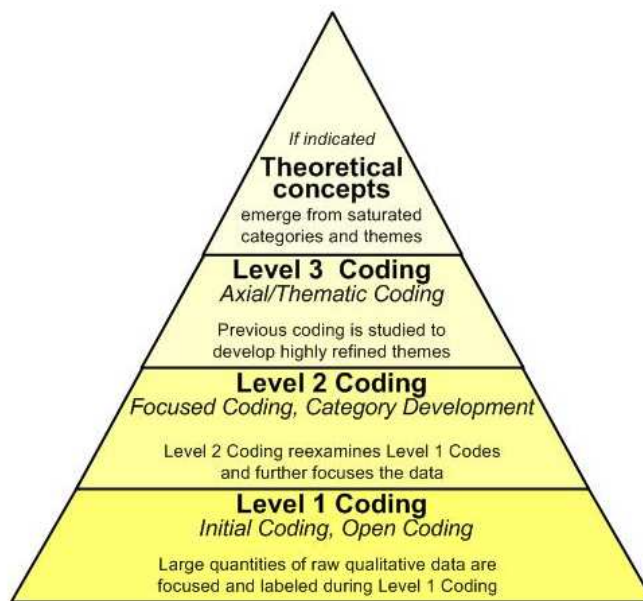 If indicated
Theoretical
concepts
emerge from saturated
categories and themes
Level 3 Coding
Axial/Thematic Coding
Previous coding is studied to
develop highly refined themes
Level 2 Coding
Focused Coding, Category Development
Level 2 Coding reexamines Level 1 Codes
and further focuses the data
Level 1 Coding
Initial Coding, Open Coding
Large quantities of raw qualitative data are
focused and labeled during Level 1 Coding